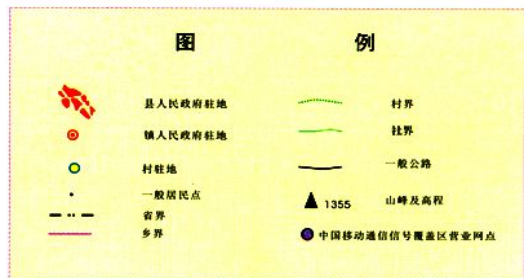 图 例
县人民政府驻地
镇人民政府驻地
村驻地
一般居民点
省界
乡界
村界
社界
一般公路
1355 山峰及高程
中国移动通信信号覆盖区营业网点